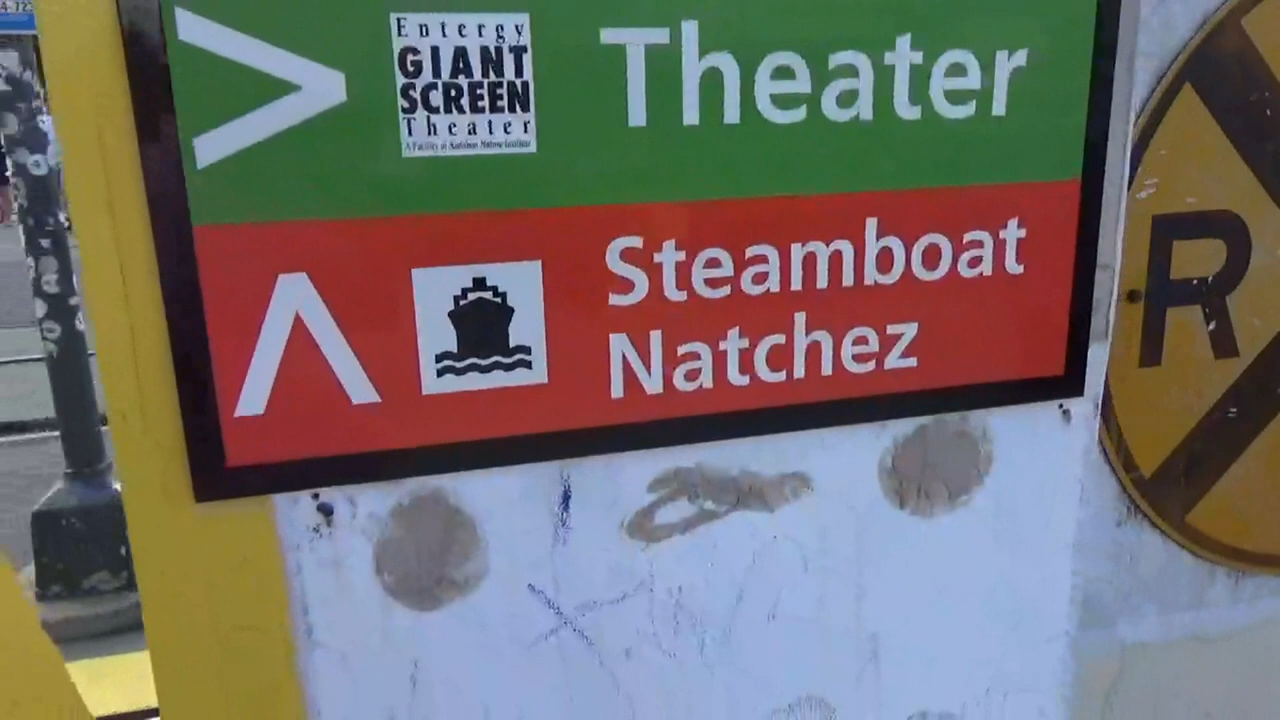 Entergy
GIANT
SCREEN
Theater
A Facility of Audubon Nature Institute
Theater
Steamboat
Natchez
R